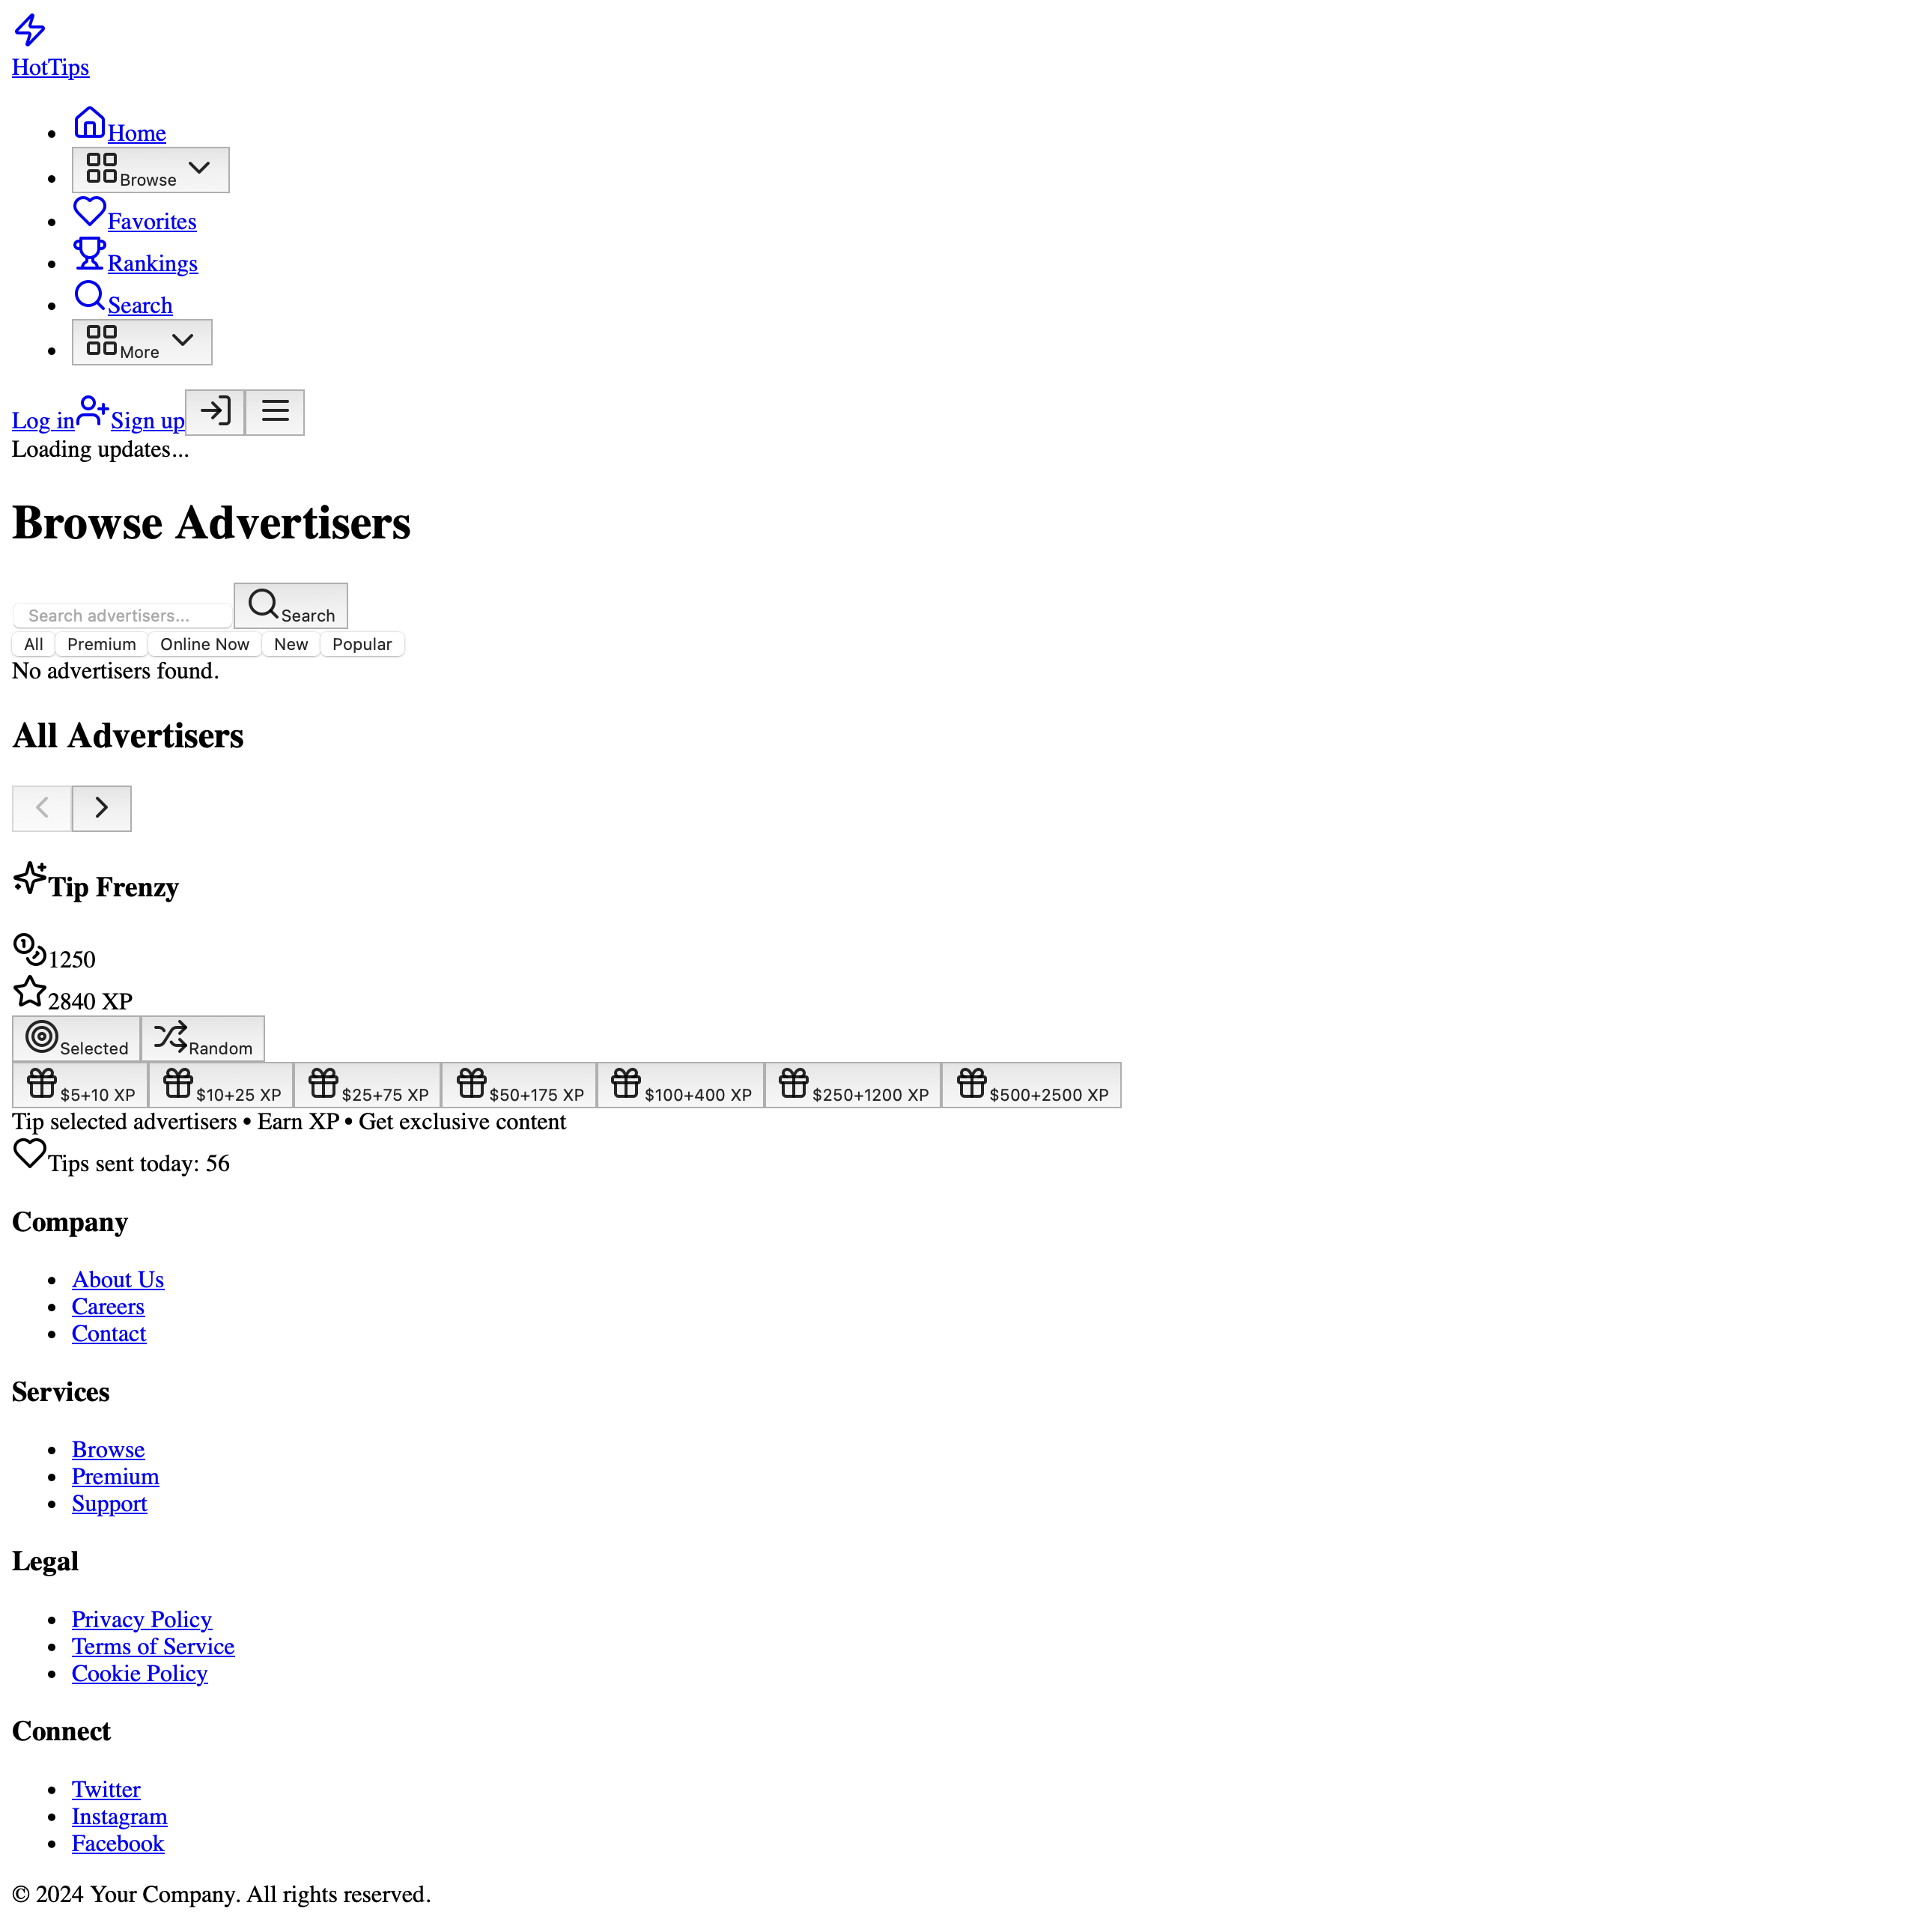 HotTips
Home
Browse
Favorites
Rankings
Search
More
Log in Sign up
Loading updates...
Browse Advertisers
Search advertisers... Search
All Premium Online Now New Popular
No advertisers found.
All Advertisers
Tip Frenzy
1250
2840 XP
Selected Random
$5+10 XP $10+25 XP $25+75 XP $50+175 XP $100+400 XP $250+1200 XP $500+2500 XP
Tip selected advertisers • Earn XP • Get exclusive content
Tips sent today: 56
Company
About Us
Careers
Contact
Services
Browse
Premium
Support
Legal
Privacy Policy
Terms of Service
Cookie Policy
Connect
Twitter
Instagram
Facebook
© 2024 Your Company. All rights reserved.